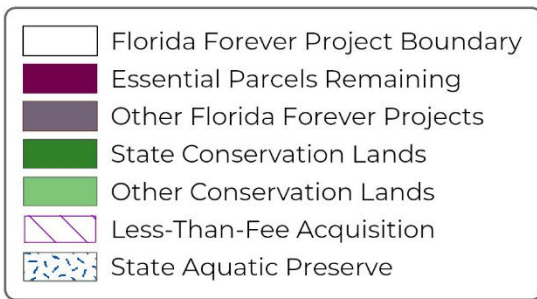 Florida Forever Project Boundary
Essential Parcels Remaining
Other Florida Forever Projects
State Conservation Lands
Other Conservation Lands
Less-Than-Fee Acquisition
State Aquatic Preserve